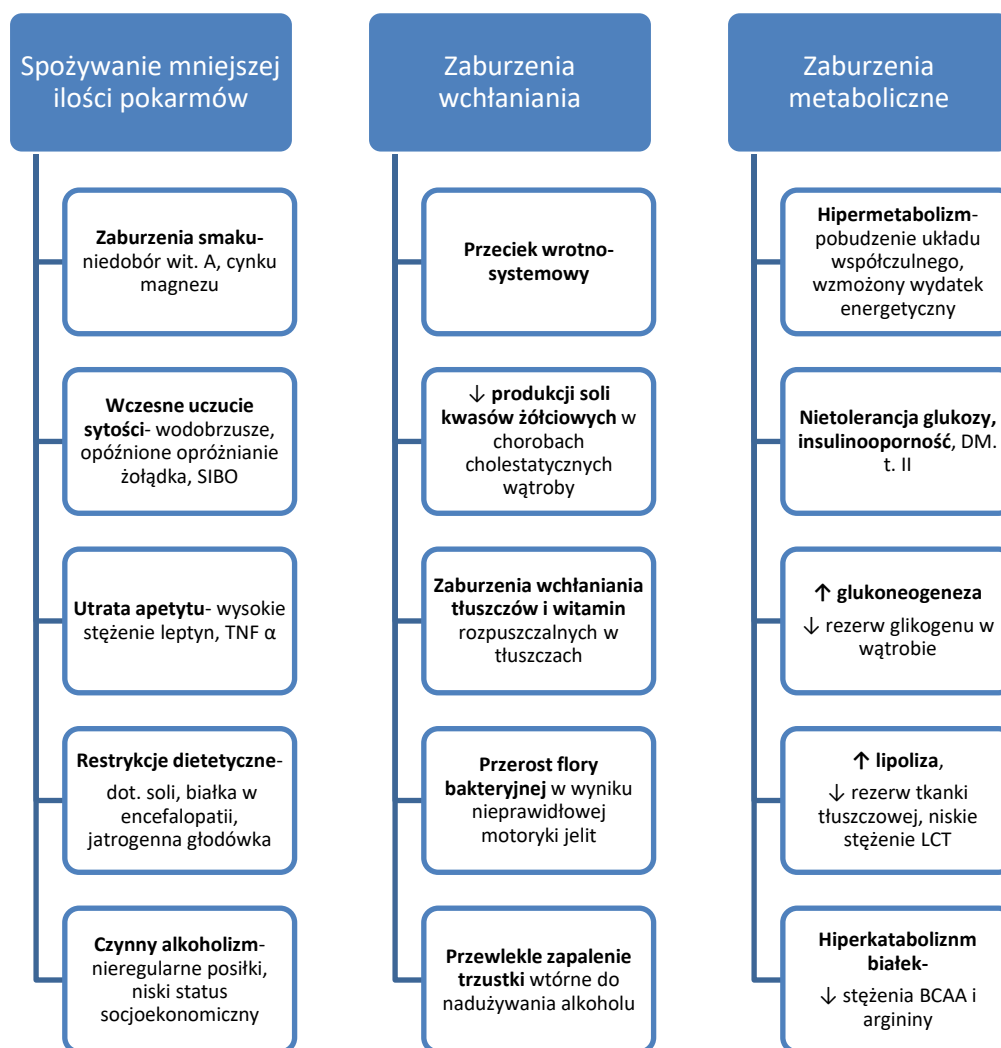 Spożywanie mniejszej
ilości pokarmów
Zaburzenia smaku-
niedobór wit. A, cynku
magnezu
Wczesne uczucie
sytości- wodobrzusze,
opóźnione opróżnianie
żołądka, SIBO
Utrata apetytu- wysokie
stężenie leptyn, TNF α
Restrykcje dietetyczne-
dot. soli, białka w
encefalopatii,
jatrogenna głodówka
Czynny alkoholizm-
nieregularne posiłki,
niski status
socjoekonomiczny
Zaburzenia
wchłaniania
Przeciek wrotno-
systemowy
↓ produkcji soli
kwasów żółciowych w
chorobach
cholestatycznych
wątroby
Zaburzenia wchłaniania
tłuszczów i witamin
rozpuszczalnych w
tłuszczach
Przerost flory
bakteryjnej w wyniku
nieprawidłowej
motoryki jelit
Przewlekle zapalenie
trzustki wtórne do
nadużywania alkoholu
Zaburzenia
metaboliczne
Hipermetabolizm-
pobudzenie układu
współczulnego,
wzmożony wydatek
energetyczny
Nietolerancja glukozy,
insulinooporność, DM.
t. II
↑ glukoneogeneza
↓ rezerw glikogenu w
wątrobie
↑ lipoliza,
↓ rezerw tkanki
tłuszczowej, niskie
stężenie LCT
Hiperkataboliznm
białek-
↓ stężenia BCAA i
argininy